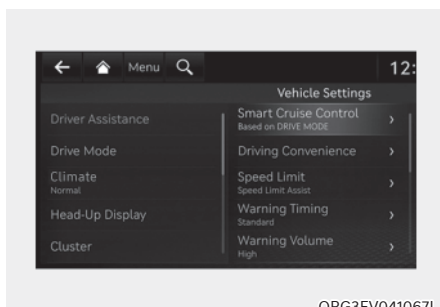 Menu
12:
Vehicle Settings
Driver Assistance
Drive Mode
Climate
Normal
Head-Up Display
Cluster
Smart Cruise Control
Based on DRIVE MODE
Driving Convenience
Speed Limit
Speed Limit Assist
Warning Timing
Standard
Warning Volume
High